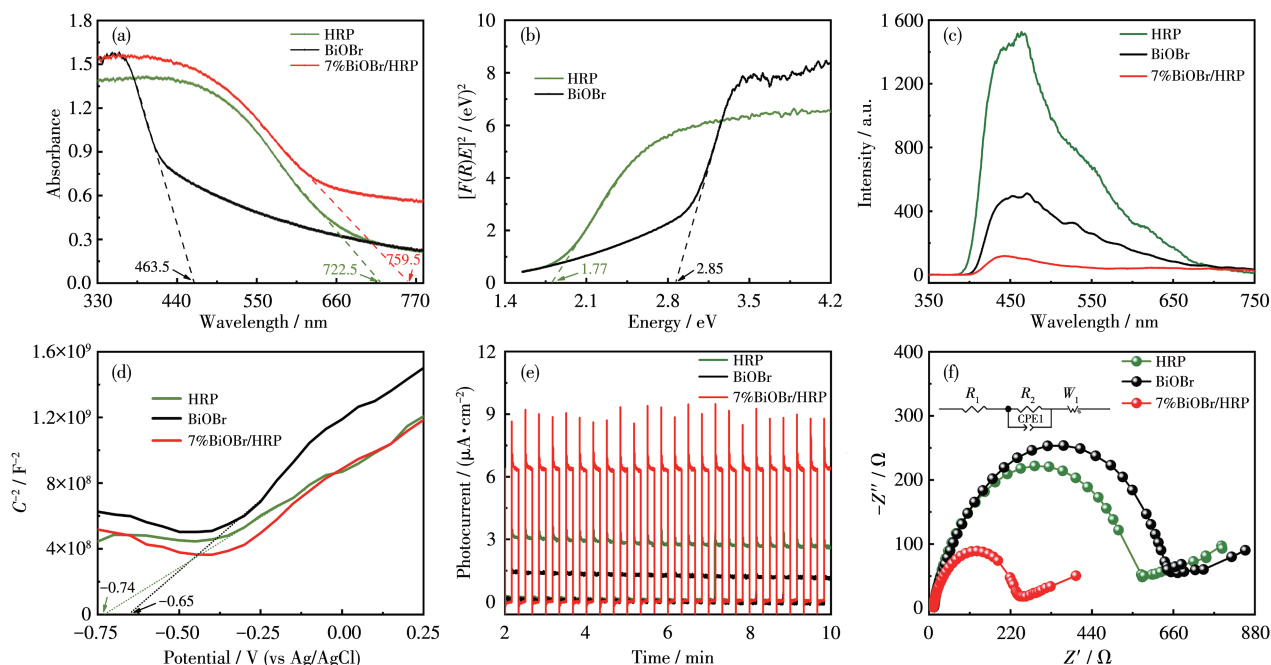 (a)
HRP
BiOBr
7%BiOBr/HRP
1.8
1.5
1.2
0.9
0.6
0.3
0.0
Absorbance
463.5
722.5
759.5
330
440
550
660
770
Wavelength / nm
(b)
HRP
BiOBr
10
8
6
4
2
0
[F(R)E]² / (eV)²
1.77
2.85
1.4
2.1
2.8
3.5
4.2
Energy / eV
(c)
HRP
BiOBr
7%BiOBr/HRP
1 600
1 200
800
400
0
Intensity / a.u.
350
450
550
650
750
Wavelength / nm
(d)
HRP
BiOBr
7%BiOBr/HRP
1.6×10⁹
1.2×10⁹
8×10⁸
4×10⁸
0
C⁻² / F⁻²
−0.74
−0.65
−0.75
−0.50
−0.25
0.00
0.25
Potential / V (vs Ag/AgCl)
(e)
HRP
BiOBr
7%BiOBr/HRP
12
9
6
3
0
Photocurrent / (μA·cm⁻²)
2
4
6
8
10
Time / min
(f)
HRP
BiOBr
7%BiOBr/HRP
R₁
R₂
W₁
CPE1
400
300
200
100
0
−Z″ / Ω
0
220
440
660
880
Z′ / Ω